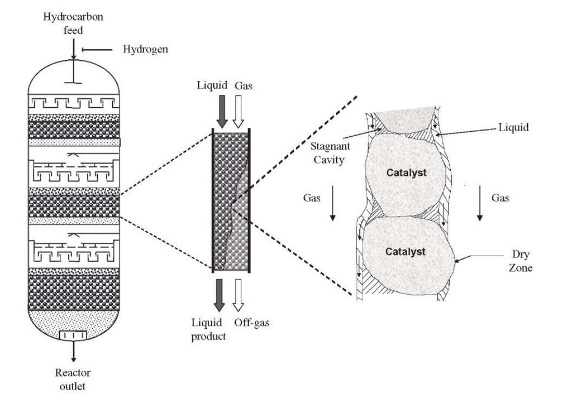 Hydrocarbon
feed
Hydrogen
Liquid Gas
Liquid
product
Off-gas
Reactor
outlet
Stagnant
Cavity
Liquid
Catalyst
Gas
Gas
Catalyst
Dry
Zone